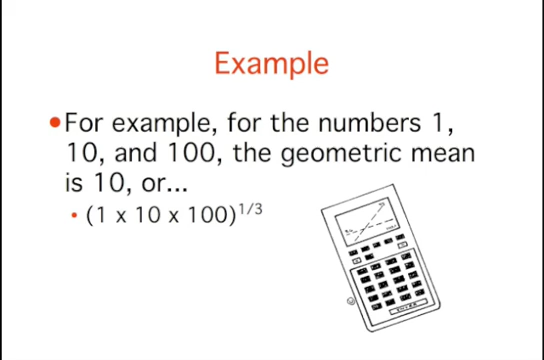 Example
•For example, for the numbers 1,
10, and 100, the geometric mean
is 10, or...
• (1 x 10 x 100)^1/3